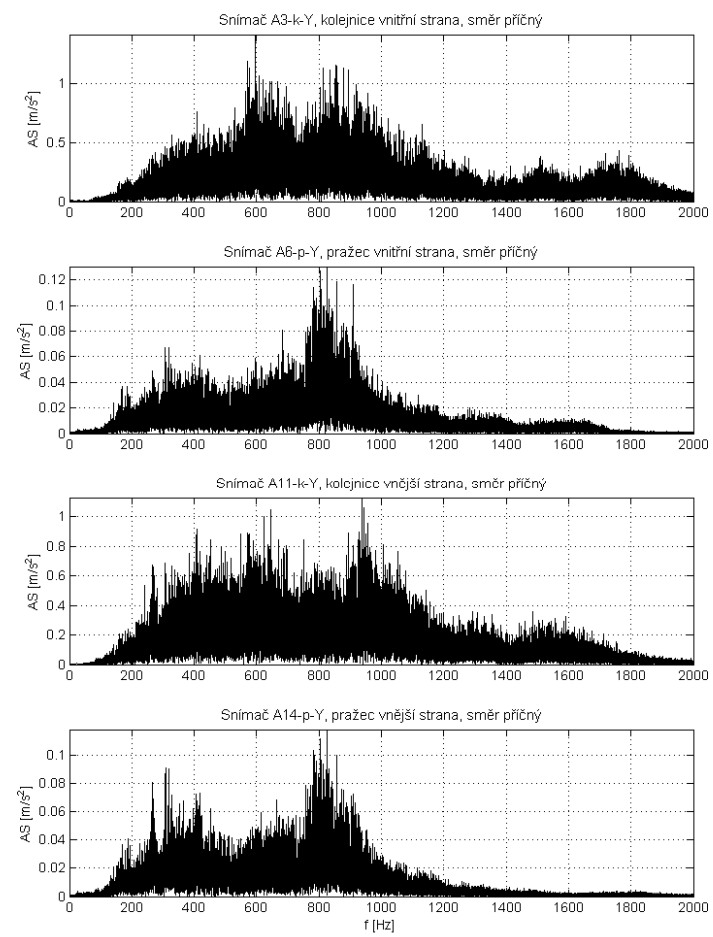 Snímač A3-k-Y, kolejnice vnitřní strana, směr příčný
AS [m/s²]
1
0.5
0
0 200 400 600 800 1000 1200 1400 1600 1800 2000
Snímač A6-p-Y, pražec vnitřní strana, směr příčný
AS [m/s²]
0.12
0.1
0.08
0.06
0.04
0.02
0
0 200 400 600 800 1000 1200 1400 1600 1800 2000
Snímač A11-k-Y, kolejnice vnější strana, směr příčný
AS [m/s²]
1
0.8
0.6
0.4
0.2
0
0 200 400 600 800 1000 1200 1400 1600 1800 2000
Snímač A14-p-Y, pražec vnější strana, směr příčný
AS [m/s²]
0.1
0.08
0.06
0.04
0.02
0
0 200 400 600 800 1000 1200 1400 1600 1800 2000
f [Hz]